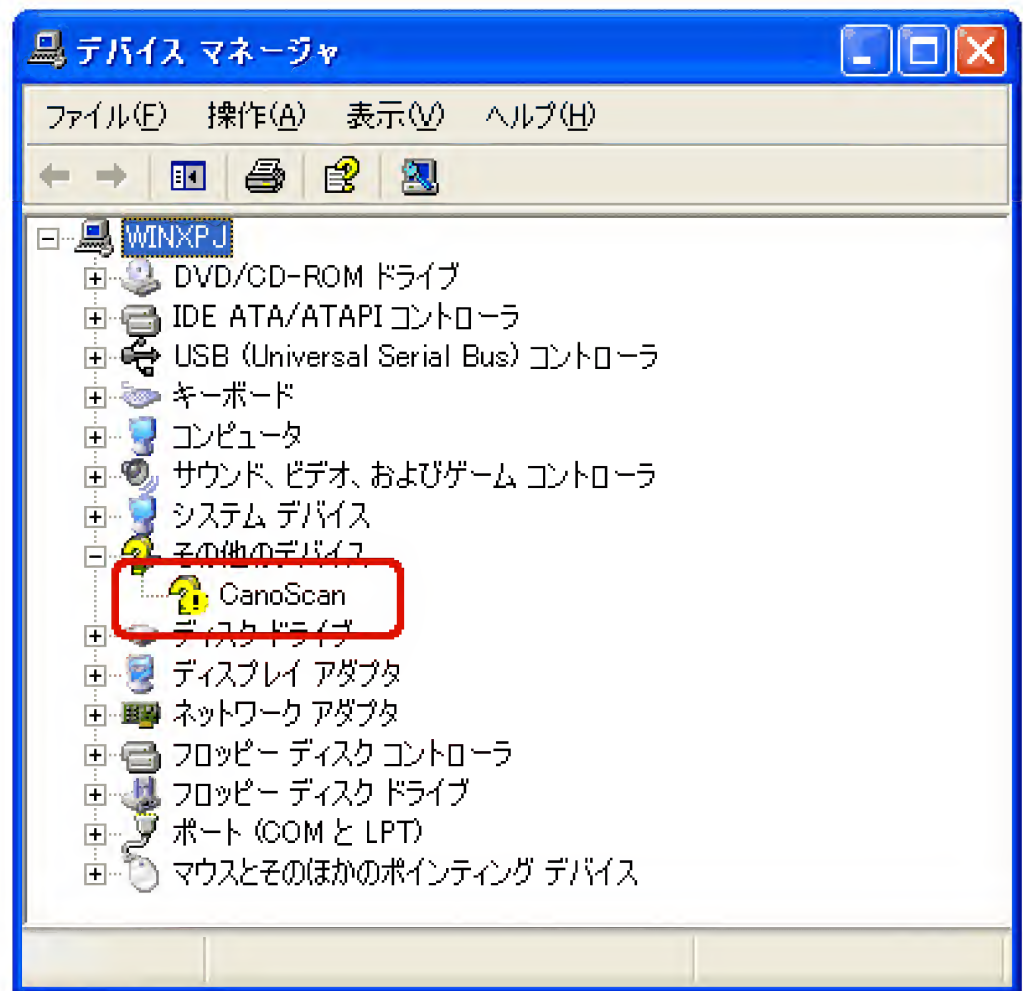 デバイス マネージャ
ファイル(F) 操作(A) 表示(V) ヘルプ(H)
WINXPJ
DVD/CD-ROM ドライブ
IDE ATA/ATAPI コントローラ
USB (Universal Serial Bus) コントローラ
キーボード
コンピュータ
サウンド、ビデオ、およびゲーム コントローラ
システム デバイス
その他のデバイス
CanoScan
ディスク ドライブ
ディスプレイ アダプタ
ネットワーク アダプタ
フロッピー ディスク コントローラ
フロッピー ディスク ドライブ
ポート (COM と LPT)
マウスとそのほかのポインティング デバイス